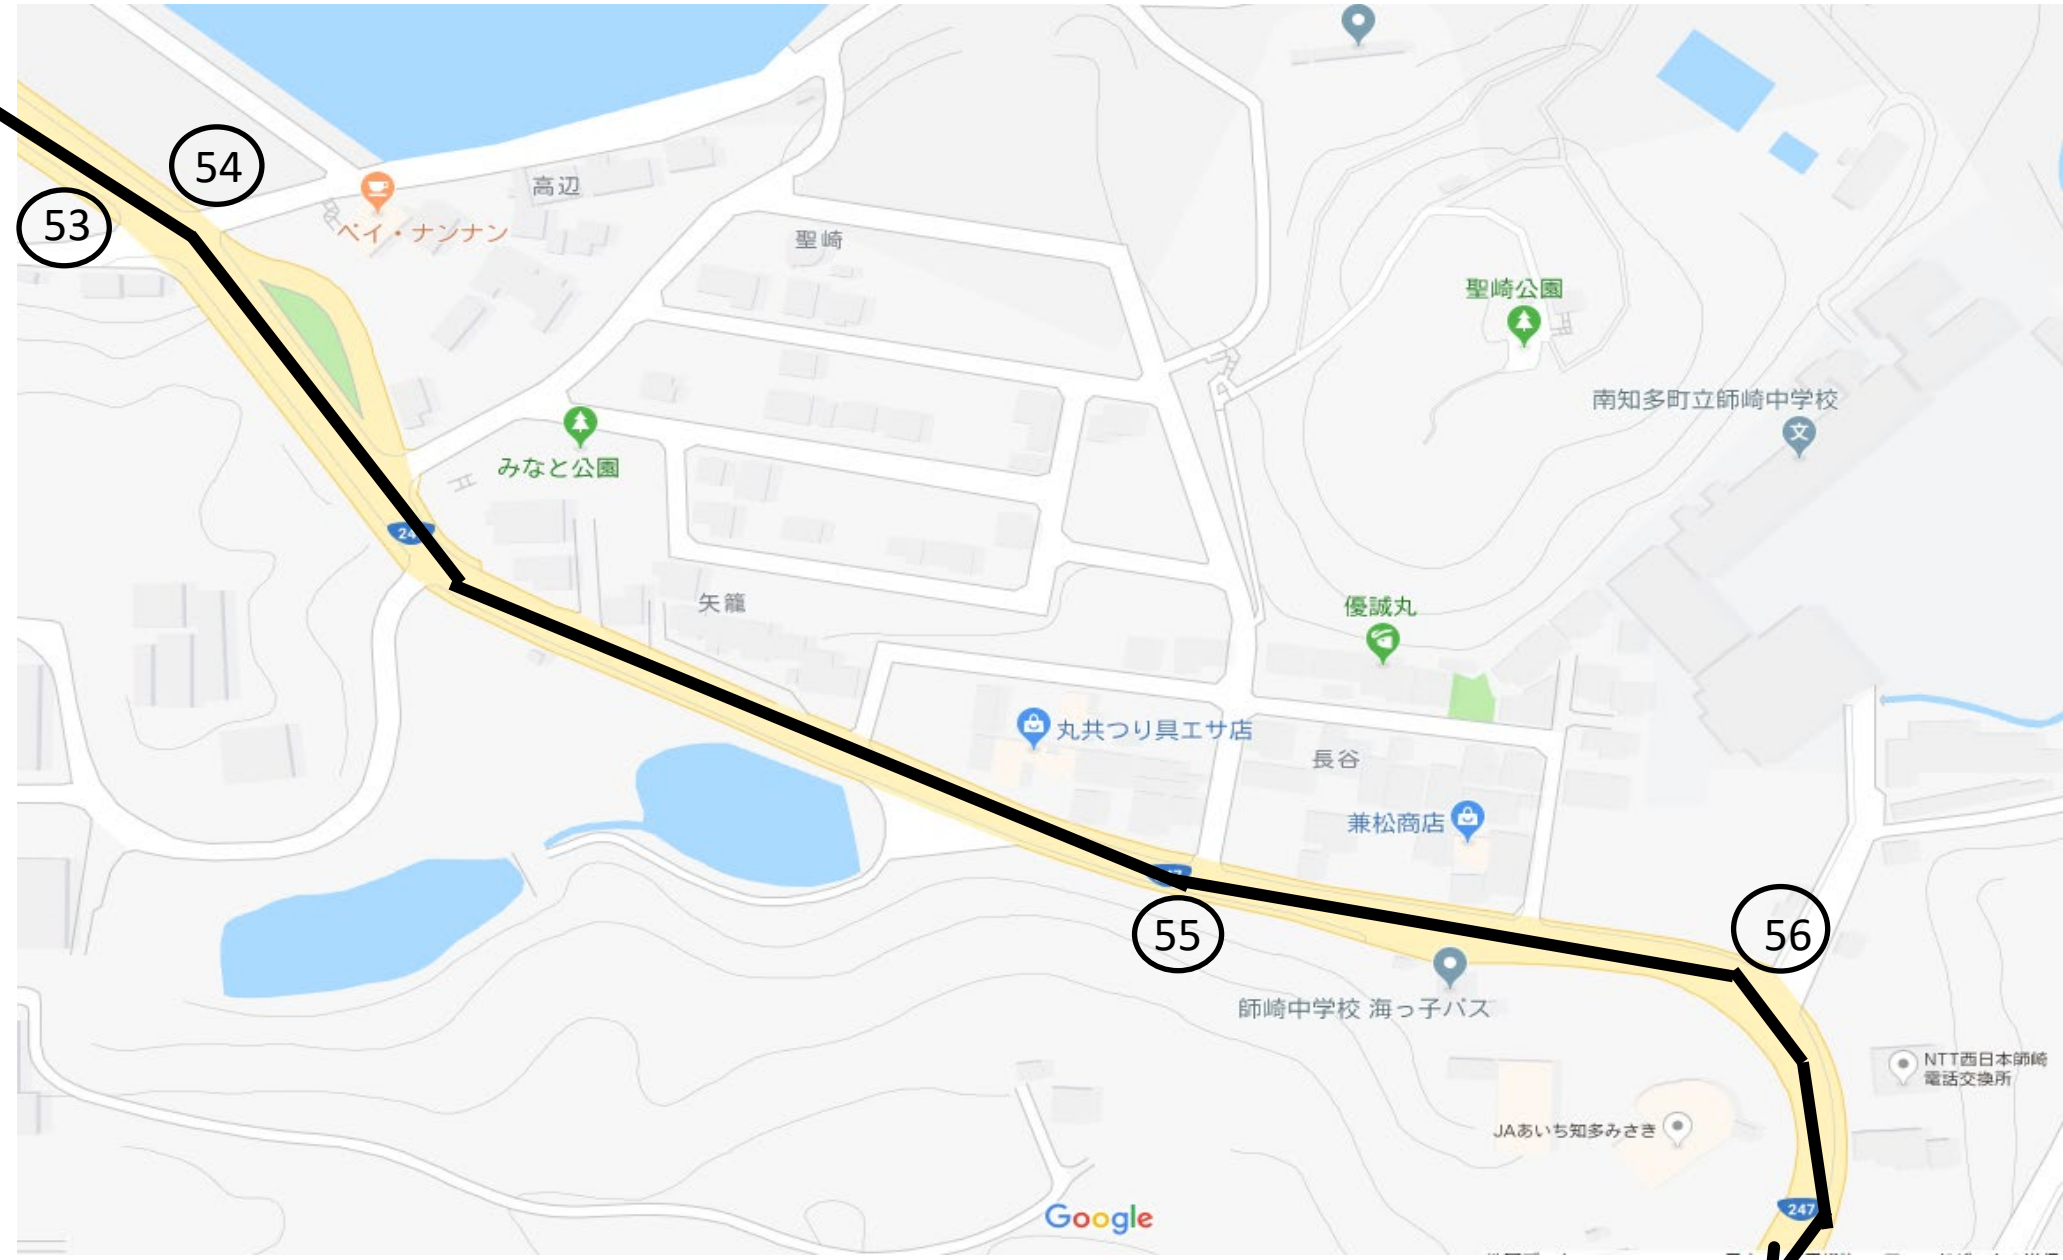 54
53
高辺
ベイ・ナンナン
聖崎
聖崎公園
南知多町立師崎中学校
文
みなと公園
24
矢籠
優誠丸
丸共つり具エサ店
長谷
兼松商店
55
56
師崎中学校 海っ子バス
NTT西日本師崎
電話交換所
JAあいち知多みさき
247
Google